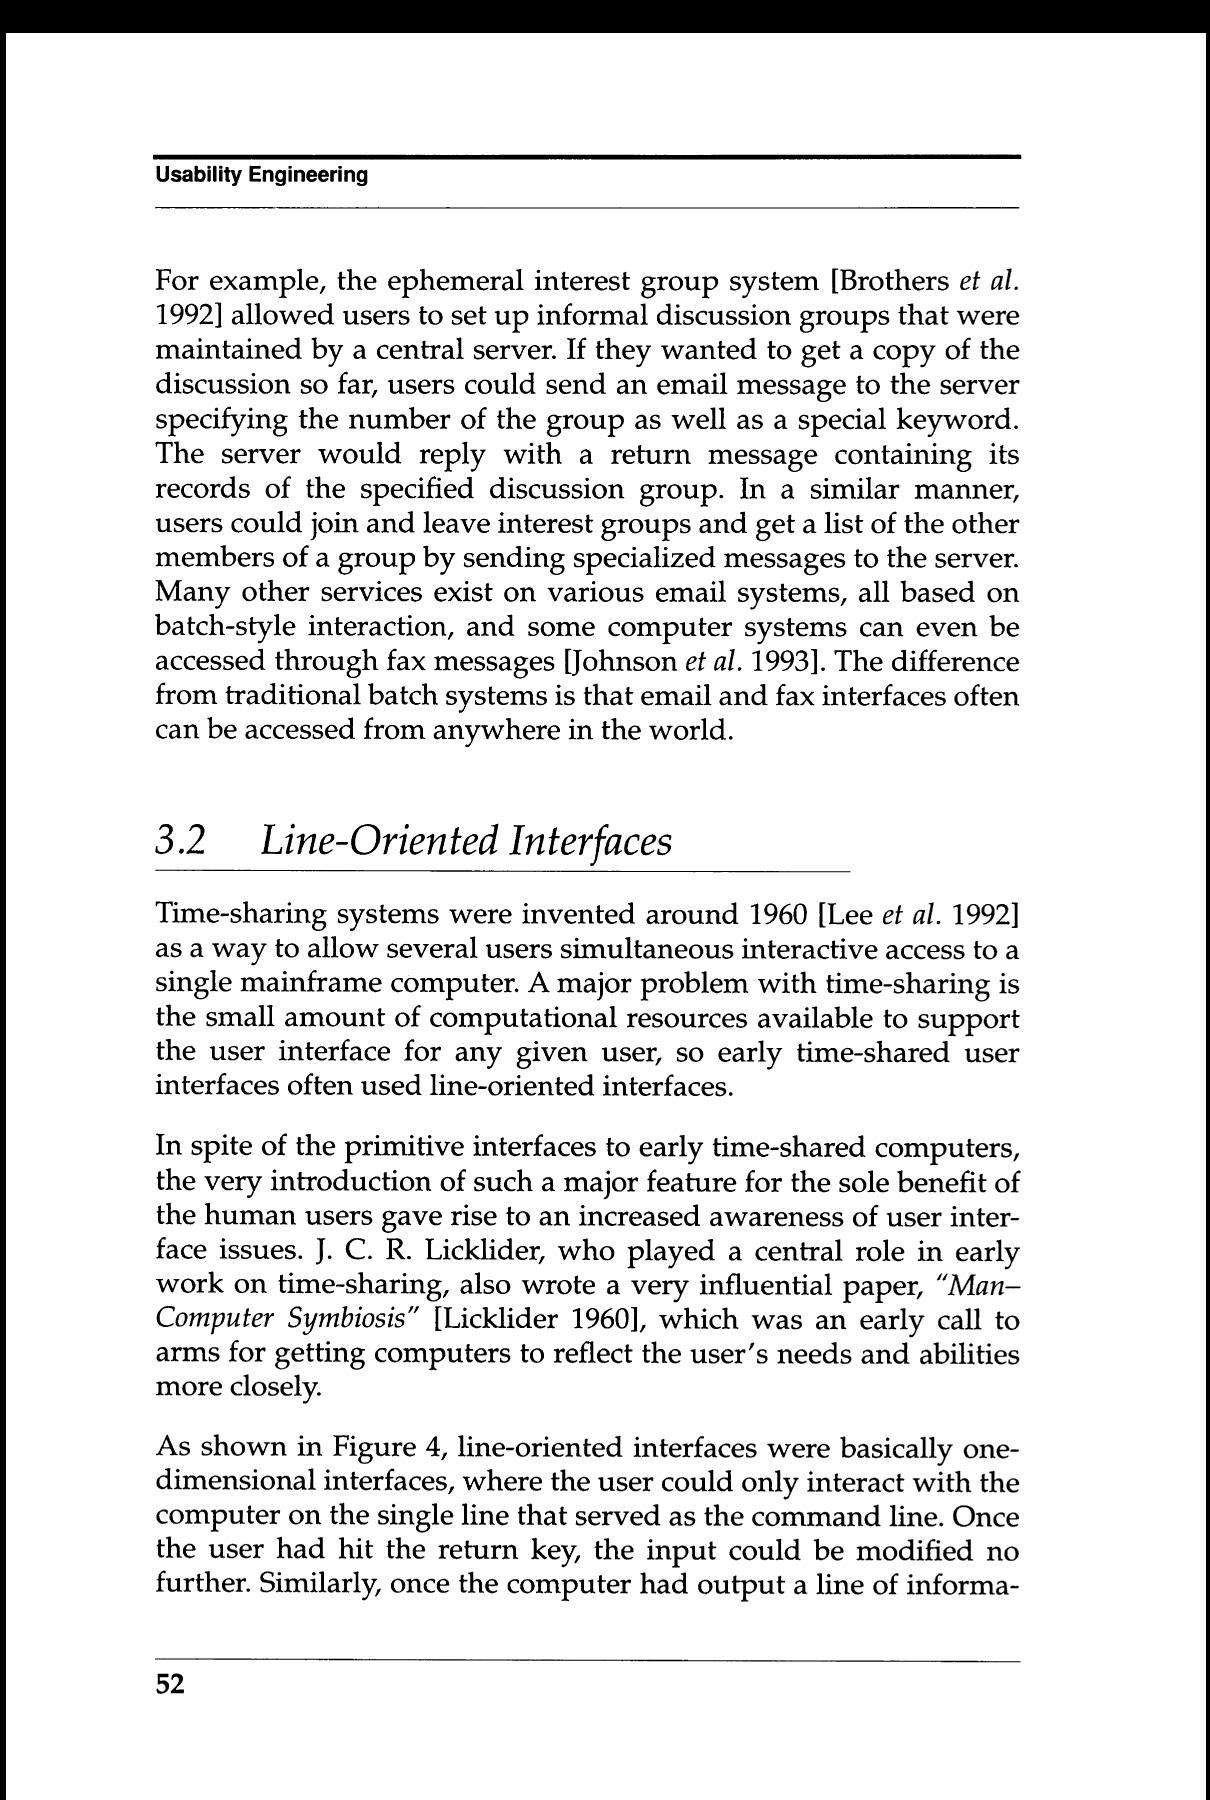 Usability Engineering
For example, the ephemeral interest group system [Brothers et al.
1992] allowed users to set up informal discussion groups that were
maintained by a central server. If they wanted to get a copy of the
discussion so far, users could send an email message to the server
specifying the number of the group as well as a special keyword.
The server would reply with a return message containing its
records of the specified discussion group. In a similar manner,
users could join and leave interest groups and get a list of the other
members of a group by sending specialized messages to the server.
Many other services exist on various email systems, all based on
batch-style interaction, and some computer systems can even be
accessed through fax messages [Johnson et al. 1993]. The difference
from traditional batch systems is that email and fax interfaces often
can be accessed from anywhere in the world.
3.2 Line-Oriented Interfaces
Time-sharing systems were invented around 1960 [Lee et al. 1992]
as a way to allow several users simultaneous interactive access to a
single mainframe computer. A major problem with time-sharing is
the small amount of computational resources available to support
the user interface for any given user, so early time-shared user
interfaces often used line-oriented interfaces.
In spite of the primitive interfaces to early time-shared computers,
the very introduction of such a major feature for the sole benefit of
the human users gave rise to an increased awareness of user inter-
face issues. J. C. R. Licklider, who played a central role in early
work on time-sharing, also wrote a very influential paper, "Man–
Computer Symbiosis" [Licklider 1960], which was an early call to
arms for getting computers to reflect the user's needs and abilities
more closely.
As shown in Figure 4, line-oriented interfaces were basically one-
dimensional interfaces, where the user could only interact with the
computer on the single line that served as the command line. Once
the user had hit the return key, the input could be modified no
further. Similarly, once the computer had output a line of informa-
52